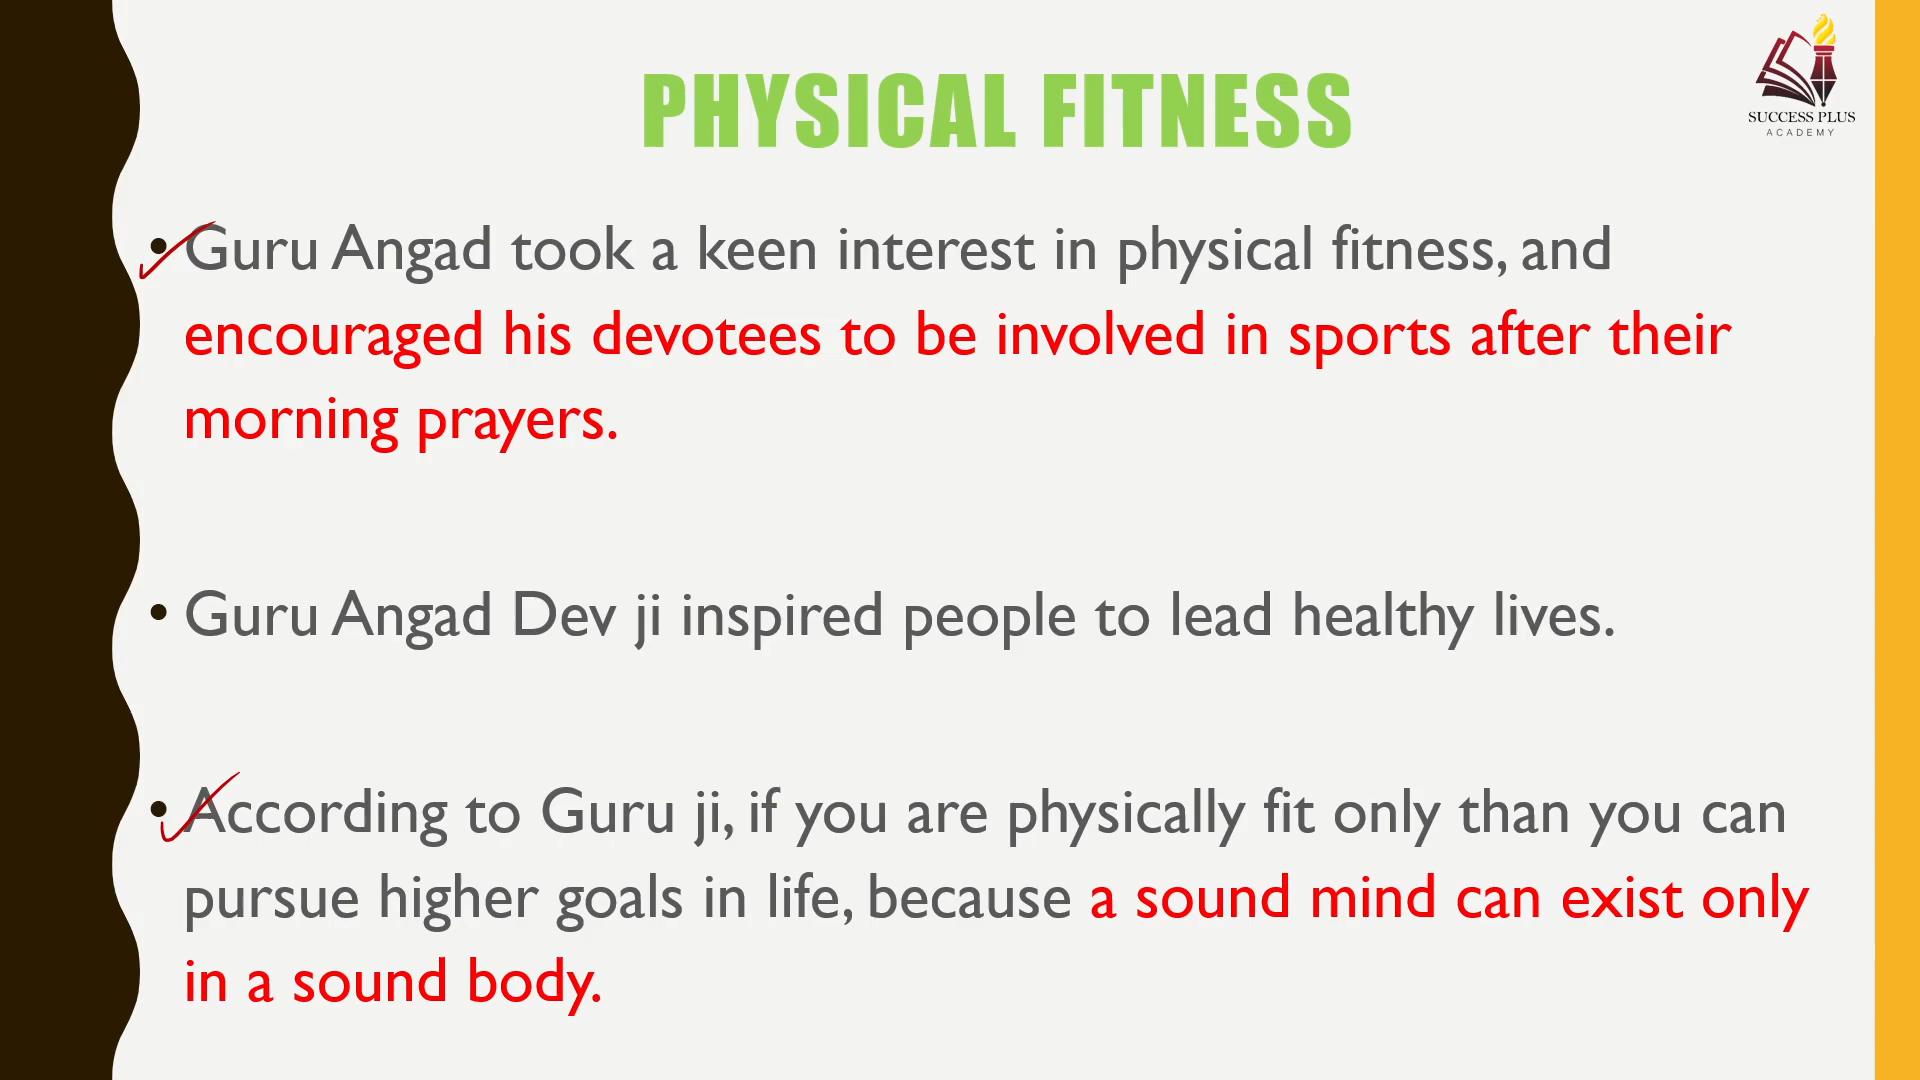 PHYSICAL FITNESS
SUCCESS PLUS
ACADEMY
• Guru Angad took a keen interest in physical fitness, and
encouraged his devotees to be involved in sports after their
morning prayers.
• Guru Angad Dev ji inspired people to lead healthy lives.
• According to Guru ji, if you are physically fit only than you can
pursue higher goals in life, because a sound mind can exist only
in a sound body.